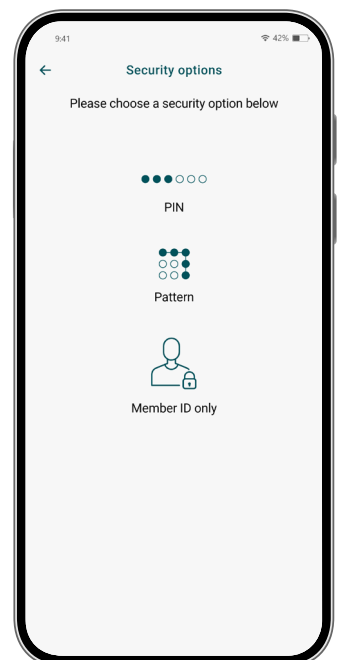 9:41
42%
Security options
Please choose a security option below
PIN
Pattern
Member ID only